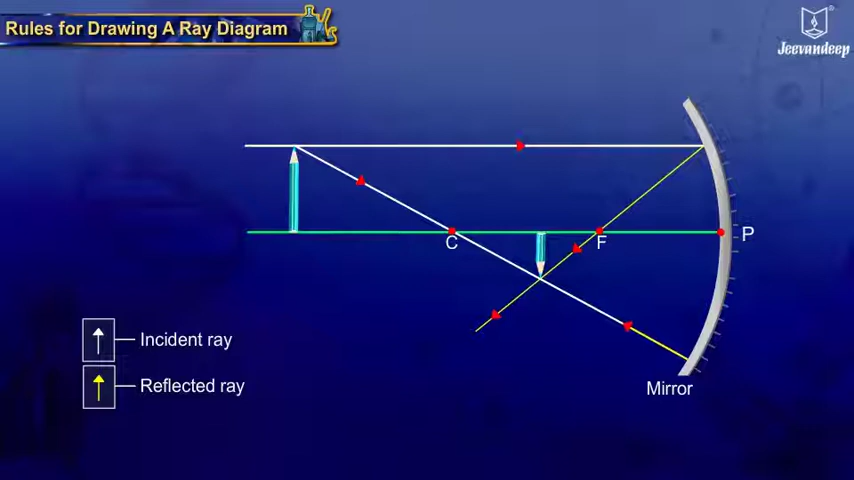 Rules for Drawing A Ray Diagram
Jeevandeep
C
F
P
Incident ray
Reflected ray
Mirror